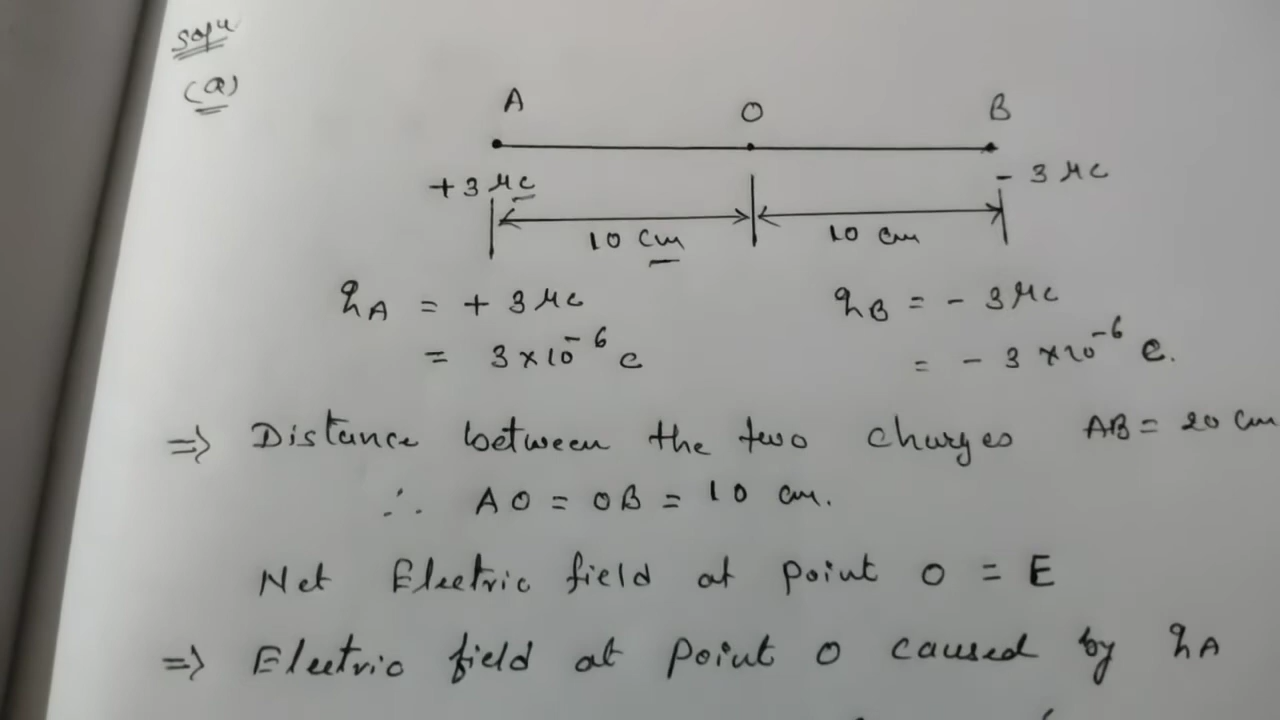 Soln
(a)
A O B
+3 μc - 3 μc
10 cm 10 cm
qA = + 3 μc qB = - 3 μc
= 3×10⁻⁶ c = - 3 ×10⁻⁶ c.
⇒ Distance between the two charges AB = 20 cm
∴ AO = OB = 10 cm.
Net Electric field at point O = E
⇒ Electric field at point O caused by qA